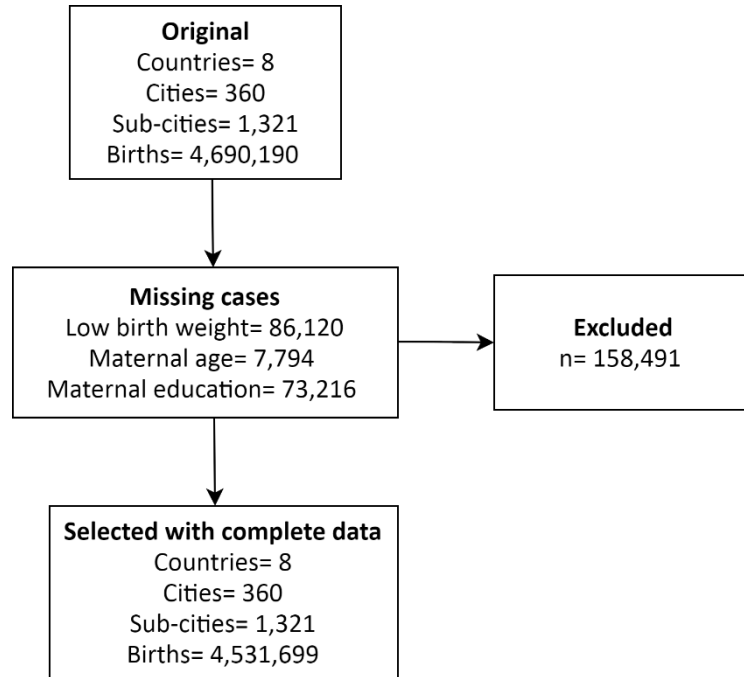 Original
Countries= 8
Cities= 360
Sub-cities= 1,321
Births= 4,690,190
Missing cases
Low birth weight= 86,120
Maternal age= 7,794
Maternal education= 73,216
Excluded
n= 158,491
Selected with complete data
Countries= 8
Cities= 360
Sub-cities= 1,321
Births= 4,531,699